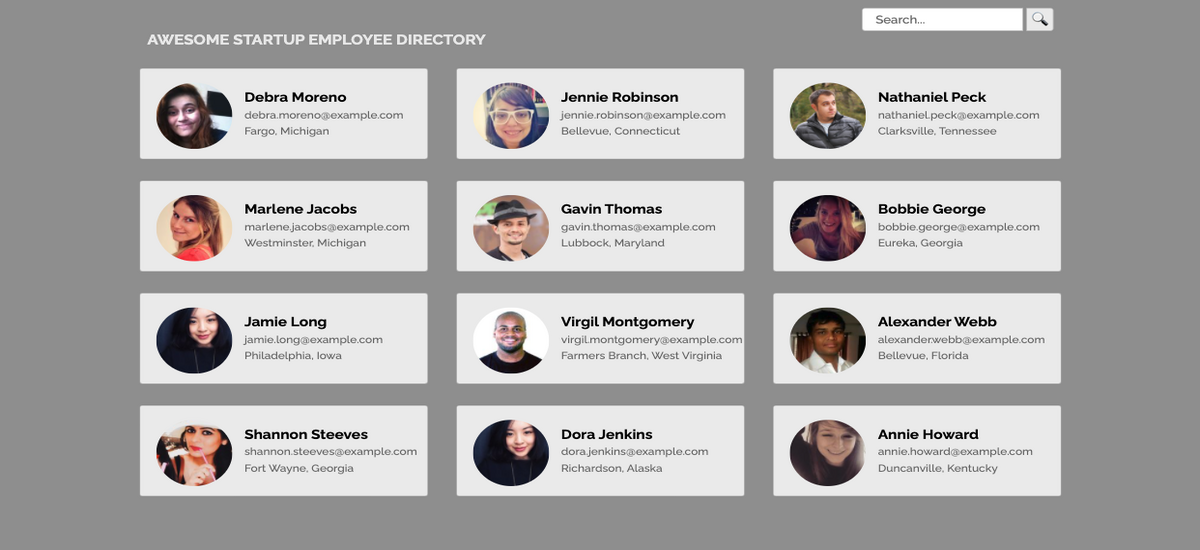 Search...
AWESOME STARTUP EMPLOYEE DIRECTORY
Debra Moreno
debra.moreno@example.com
Fargo, Michigan
Jennie Robinson
jennie.robinson@example.com
Bellevue, Connecticut
Nathaniel Peck
nathaniel.peck@example.com
Clarksville, Tennessee
Marlene Jacobs
marlene.jacobs@example.com
Westminster, Michigan
Gavin Thomas
gavin.thomas@example.com
Lubbock, Maryland
Bobbie George
bobbie.george@example.com
Eureka, Georgia
Jamie Long
jamie.long@example.com
Philadelphia, Iowa
Virgil Montgomery
virgil.montgomery@example.com
Farmers Branch, West Virginia
Alexander Webb
alexander.webb@example.com
Bellevue, Florida
Shannon Steeves
shannon.steeves@example.com
Fort Wayne, Georgia
Dora Jenkins
dora.jenkins@example.com
Richardson, Alaska
Annie Howard
annie.howard@example.com
Duncanville, Kentucky